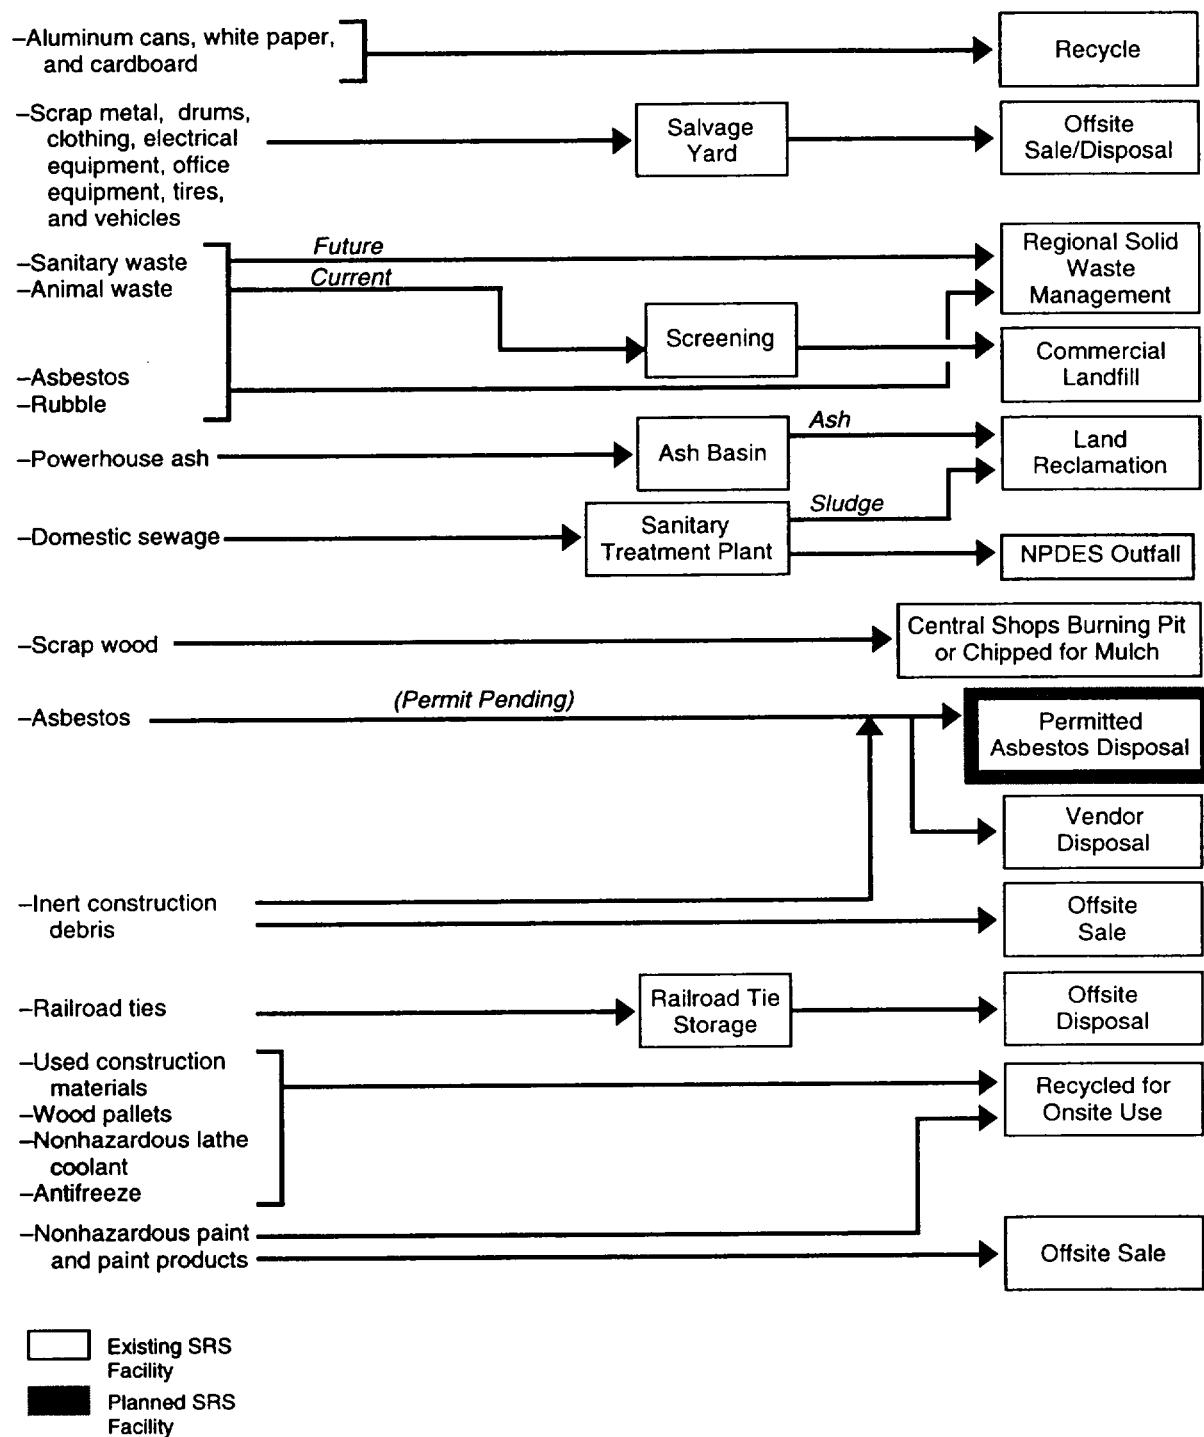 –Aluminum cans, white paper,
and cardboard
Recycle
–Scrap metal, drums,
clothing, electrical
equipment, office
equipment, tires,
and vehicles
Salvage
Yard
Offsite
Sale/Disposal
–Sanitary waste
–Animal waste
–Asbestos
–Rubble
Future
Current
Screening
Regional Solid
Waste
Management
Commercial
Landfill
–Powerhouse ash
Ash Basin
Ash
Land
Reclamation
–Domestic sewage
Sanitary
Treatment Plant
Sludge
NPDES Outfall
–Scrap wood
Central Shops Burning Pit
or Chipped for Mulch
–Asbestos
(Permit Pending)
Permitted
Asbestos Disposal
Vendor
Disposal
–Inert construction
debris
Offsite
Sale
–Railroad ties
Railroad Tie
Storage
Offsite
Disposal
–Used construction
materials
–Wood pallets
–Nonhazardous lathe
coolant
–Antifreeze
Recycled for
Onsite Use
–Nonhazardous paint
and paint products
Offsite Sale
Existing SRS
Facility
Planned SRS
Facility